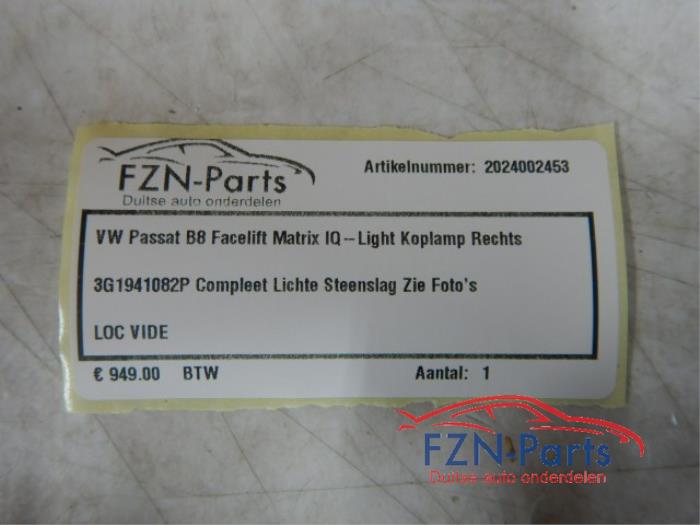 FZN-Parts
Duitse auto onderdelen
Artikelnummer: 2024002453
VW Passat B8 Facelift Matrix IQ-Light Koplamp Rechts
3G1941082P Compleet Lichte Steenslag Zie Foto's
LOC VIDE
€ 949.00 BTW Aantal: 1
FZN-Parts
Duitse auto onderdelen